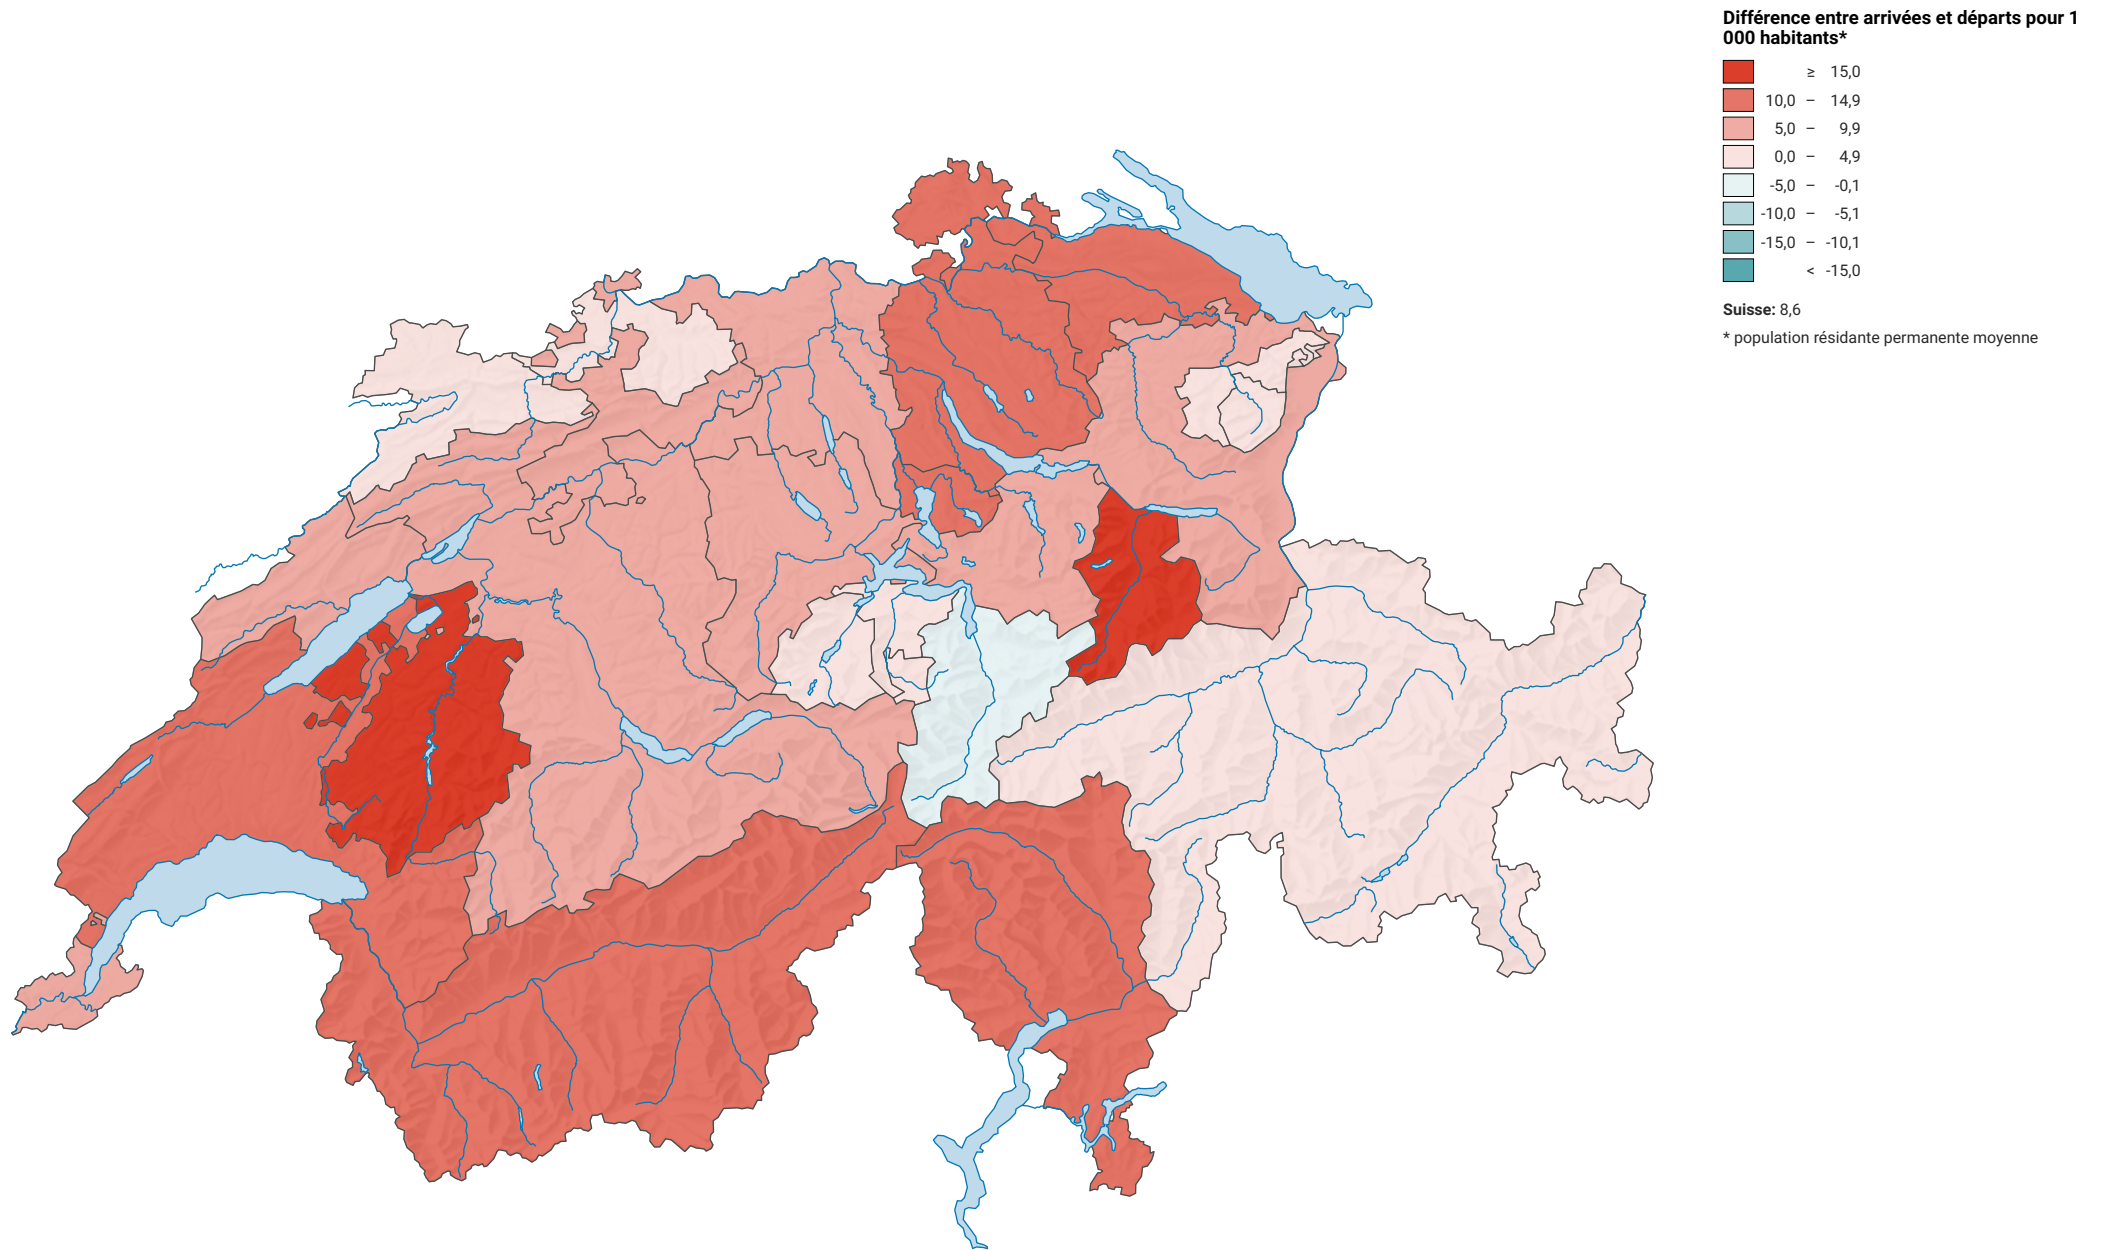 Différence entre arrivées et départs pour 1
000 habitants*
≥ 15,0
10,0 – 14,9
5,0 – 9,9
0,0 – 4,9
-5,0 – -0,1
-10,0 – -5,1
-15,0 – -10,1
< -15,0
Suisse: 8,6
* population résidante permanente moyenne